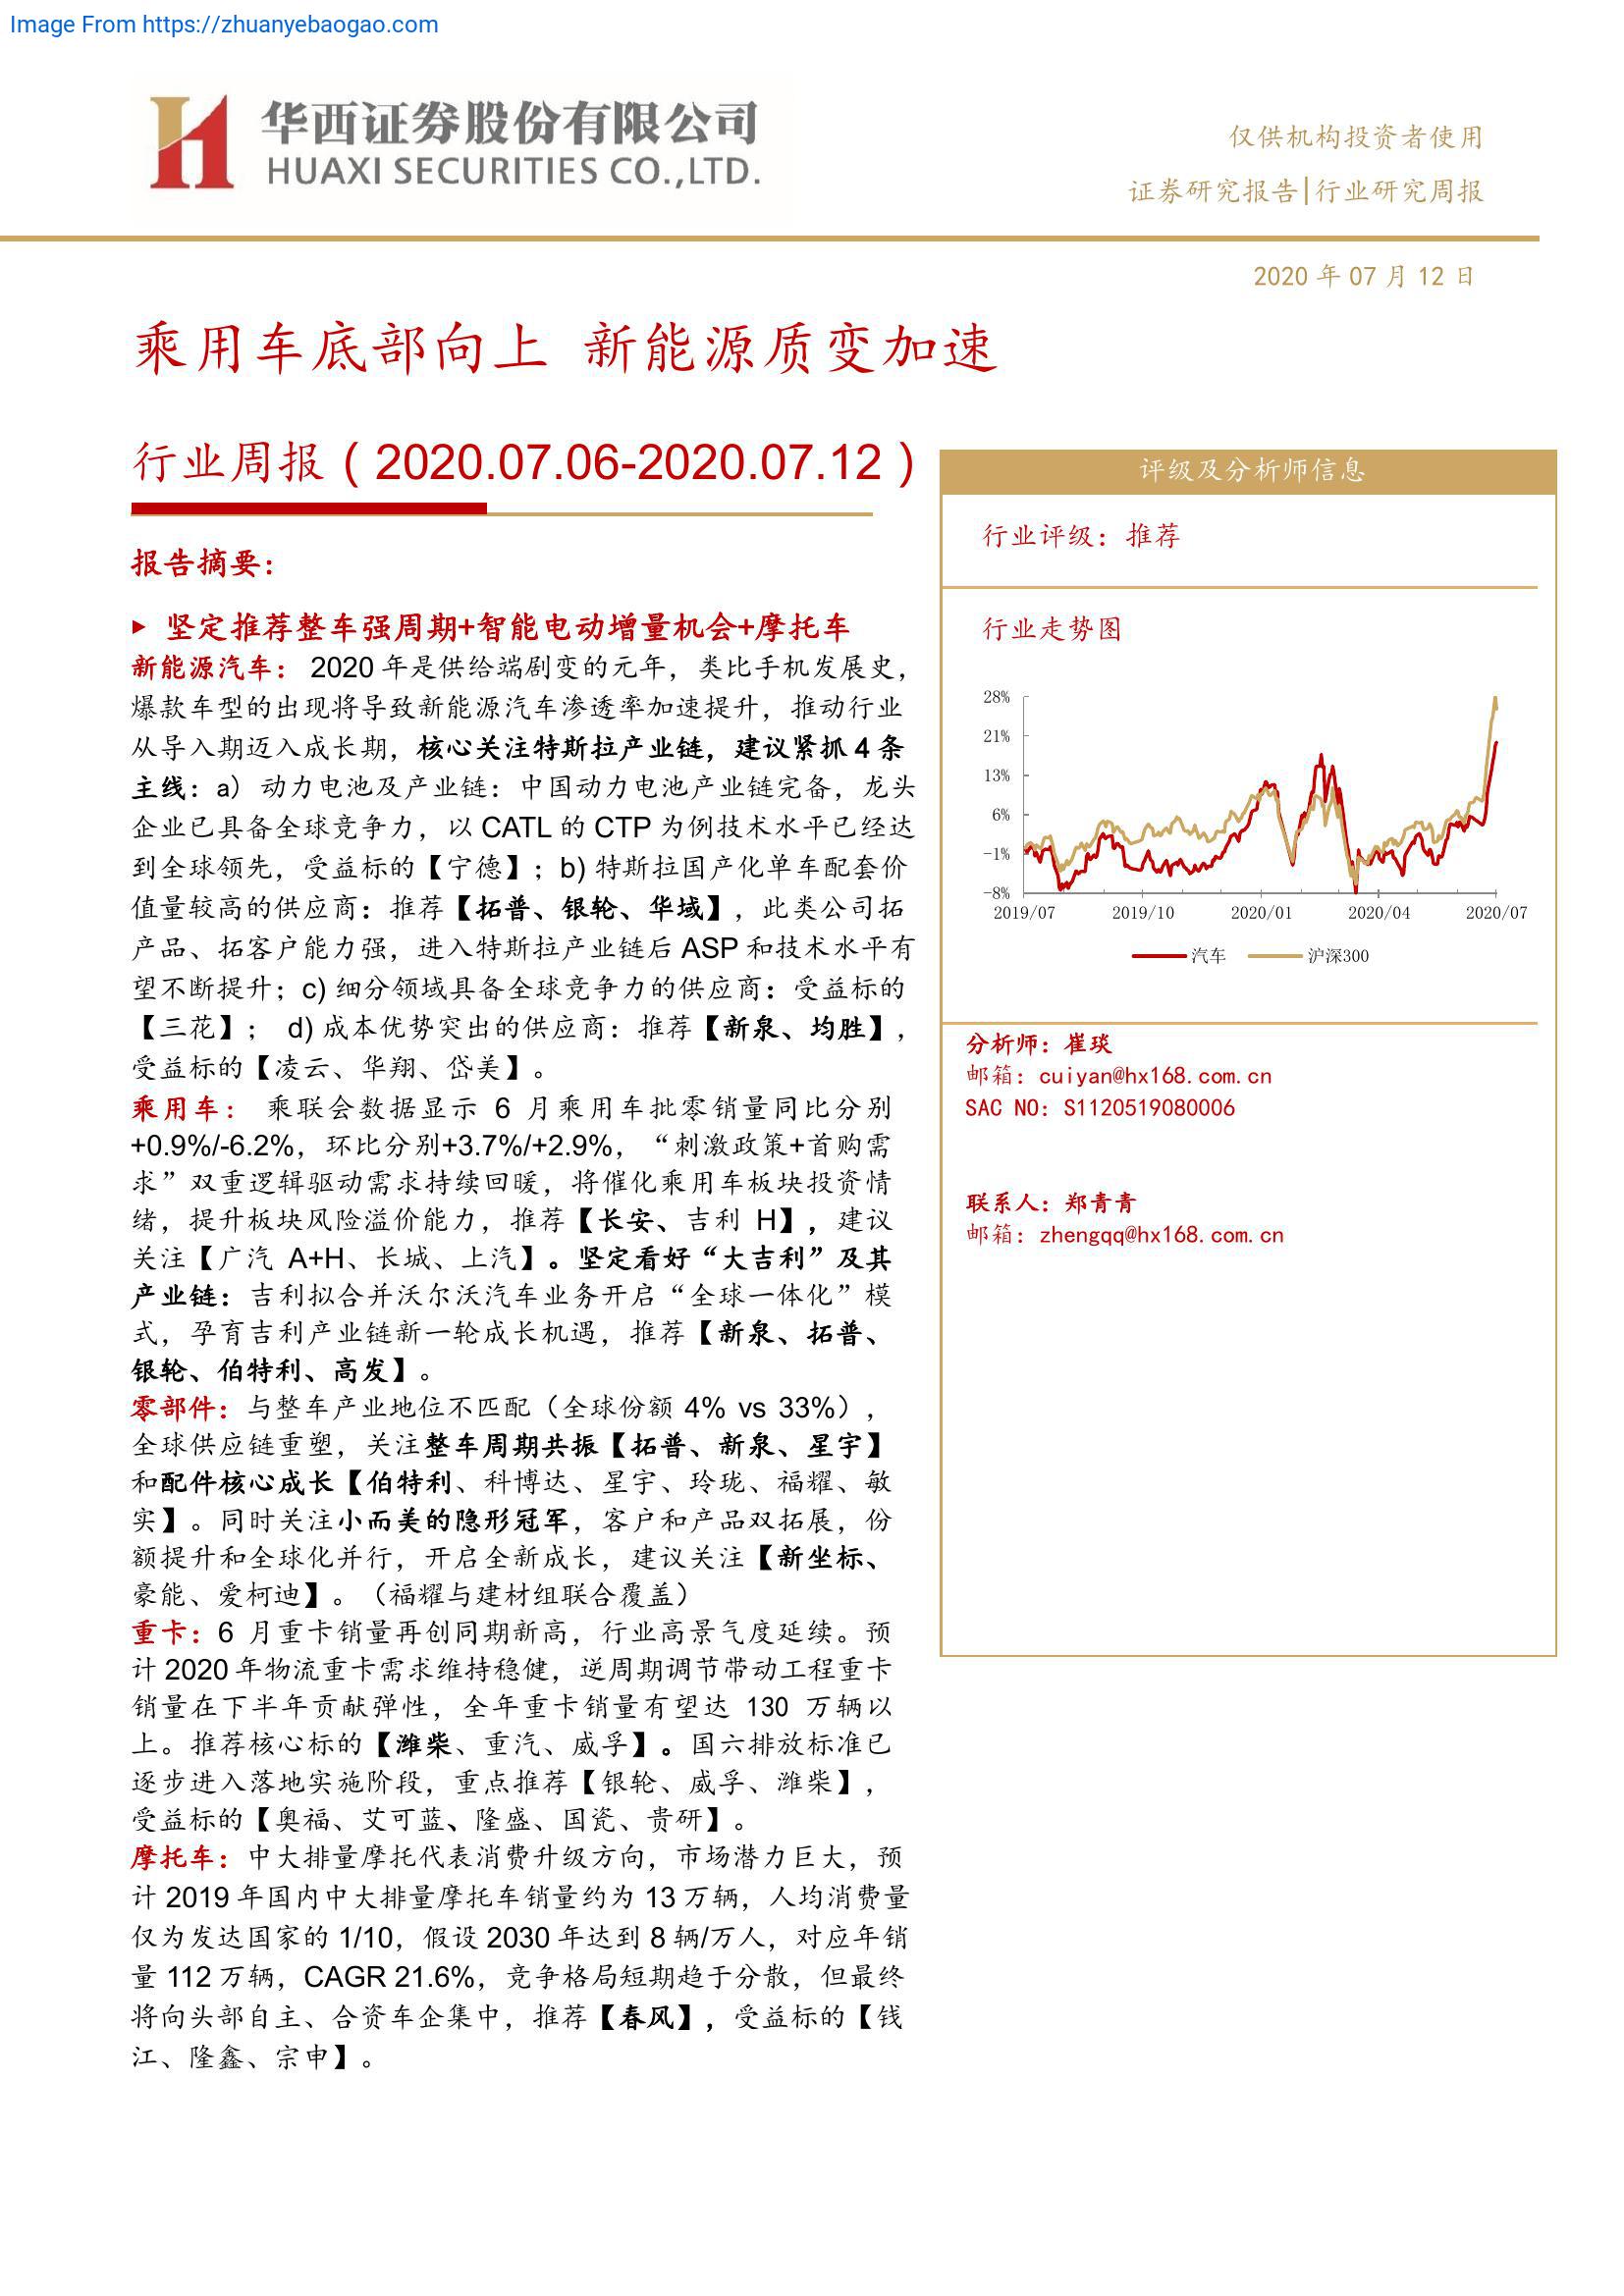 Image From https://zhuanyebaogao.com
华西证券股份有限公司
HUAXI SECURITIES CO.,LTD.
仅供机构投资者使用
证券研究报告|行业研究周报
2020 年 07 月 12 日
乘用车底部向上 新能源质变加速
行业周报（2020.07.06-2020.07.12）
报告摘要：
▶ 坚定推荐整车强周期+智能电动增量机会+摩托车
新能源汽车： 2020 年是供给端剧变的元年，类比手机发展史，
爆款车型的出现将导致新能源汽车渗透率加速提升，推动行业
从导入期迈入成长期，核心关注特斯拉产业链，建议紧抓 4 条
主线：a）动力电池及产业链：中国动力电池产业链完备，龙头
企业已具备全球竞争力，以 CATL 的 CTP 为例技术水平已经达
到全球领先，受益标的【宁德】；b) 特斯拉国产化单车配套价
值量较高的供应商：推荐【拓普、银轮、华域】，此类公司拓
产品、拓客户能力强，进入特斯拉产业链后 ASP 和技术水平有
望不断提升；c) 细分领域具备全球竞争力的供应商：受益标的
【三花】； d) 成本优势突出的供应商：推荐【新泉、均胜】，
受益标的【凌云、华翔、岱美】。
乘用车： 乘联会数据显示 6 月乘用车批零销量同比分别
+0.9%/-6.2%，环比分别+3.7%/+2.9%，“刺激政策+首购需
求”双重逻辑驱动需求持续回暖，将催化乘用车板块投资情
绪，提升板块风险溢价能力，推荐【长安、吉利 H】，建议
关注【广汽 A+H、长城、上汽】。坚定看好“大吉利”及其
产业链：吉利拟合并沃尔沃汽车业务开启“全球一体化”模
式，孕育吉利产业链新一轮成长机遇，推荐【新泉、拓普、
银轮、伯特利、高发】。
零部件：与整车产业地位不匹配（全球份额 4% vs 33%），
全球供应链重塑，关注整车周期共振【拓普、新泉、星宇】
和配件核心成长【伯特利、科博达、星宇、玲珑、福耀、敏
实】。同时关注小而美的隐形冠军，客户和产品双拓展，份
额提升和全球化并行，开启全新成长，建议关注【新坐标、
豪能、爱柯迪】。（福耀与建材组联合覆盖）
重卡：6 月重卡销量再创同期新高，行业高景气度延续。预
计 2020 年物流重卡需求维持稳健，逆周期调节带动工程重卡
销量在下半年贡献弹性，全年重卡销量有望达 130 万辆以
上。推荐核心标的【潍柴、重汽、威孚】。国六排放标准已
逐步进入落地实施阶段，重点推荐【银轮、威孚、潍柴】，
受益标的【奥福、艾可蓝、隆盛、国瓷、贵研】。
摩托车：中大排量摩托代表消费升级方向，市场潜力巨大，预
计 2019 年国内中大排量摩托车销量约为 13 万辆，人均消费量
仅为发达国家的 1/10，假设 2030 年达到 8 辆/万人，对应年销
量 112 万辆，CAGR 21.6%，竞争格局短期趋于分散，但最终
将向头部自主、合资车企集中，推荐【春风】，受益标的【钱
江、隆鑫、宗申】。
评级及分析师信息
行业评级：推荐
行业走势图
28%
21%
13%
6%
-1%
-8%
2019/07 2019/10 2020/01 2020/04 2020/07
汽车 沪深300
分析师：崔琰
邮箱：cuiyan@hx168.com.cn
SAC NO：S1120519080006
联系人：郑青青
邮箱：zhengqq@hx168.com.cn